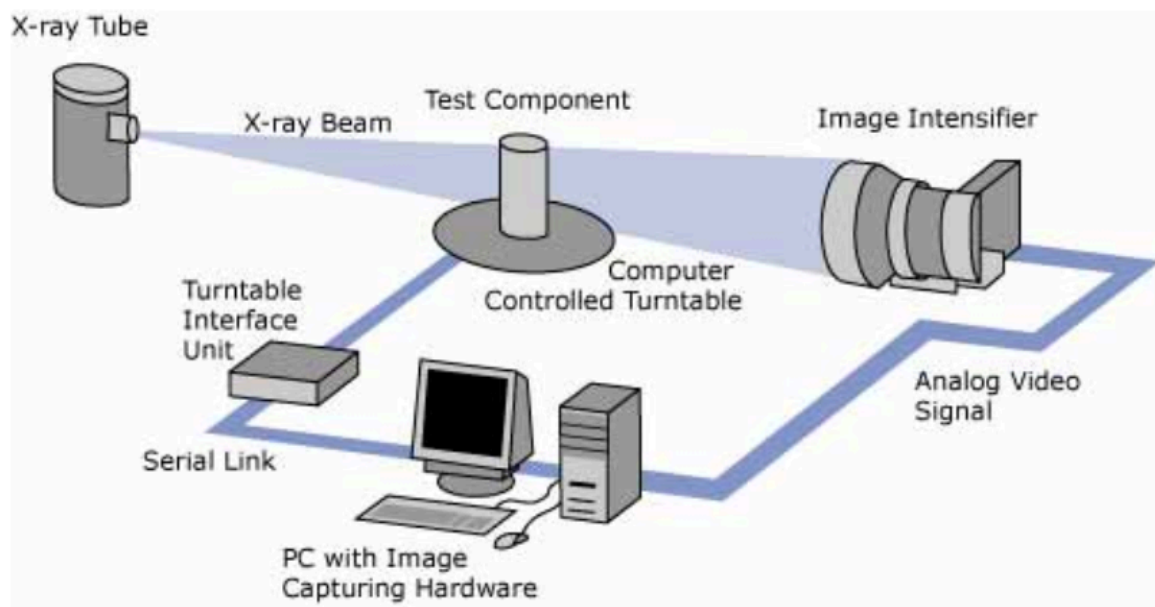 X-ray Tube
Test Component
X-ray Beam
Image Intensifier
Computer
Controlled Turntable
Turntable
Interface
Unit
Analog Video
Signal
Serial Link
PC with Image
Capturing Hardware